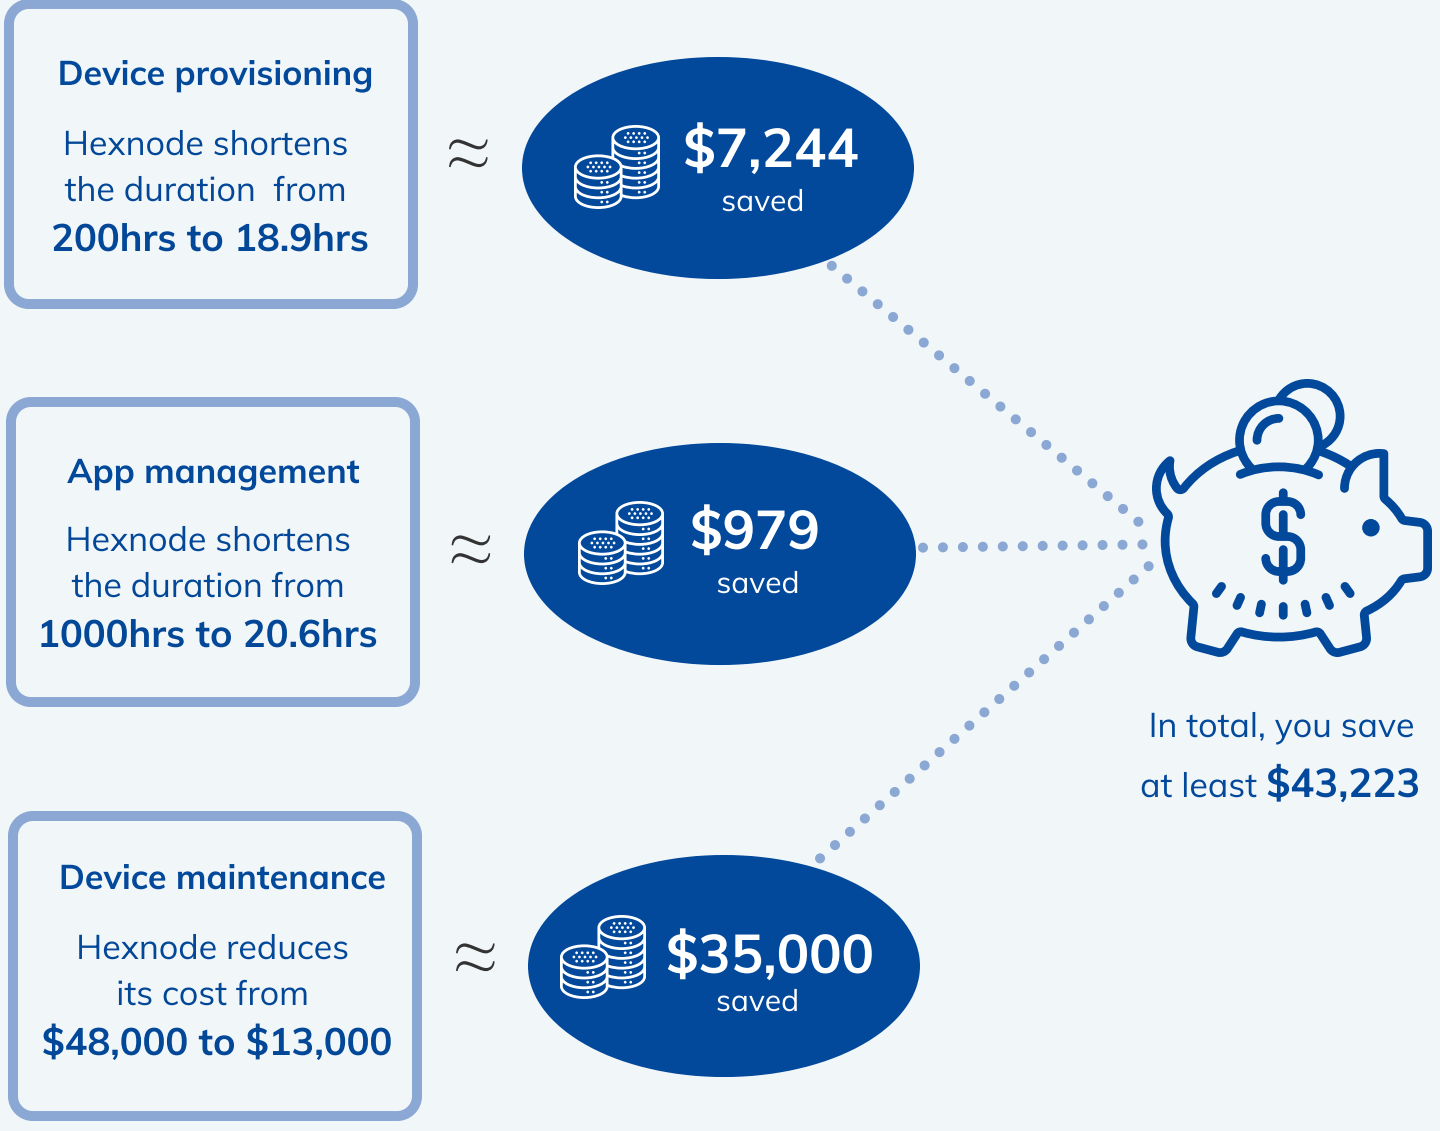 Device provisioning
Hexnode shortens
the duration from
200hrs to 18.9hrs
≈
$7,244
saved
App management
Hexnode shortens
the duration from
1000hrs to 20.6hrs
≈
$979
saved
$
In total, you save
at least $43,223
Device maintenance
Hexnode reduces
its cost from
$48,000 to $13,000
≈
$35,000
saved